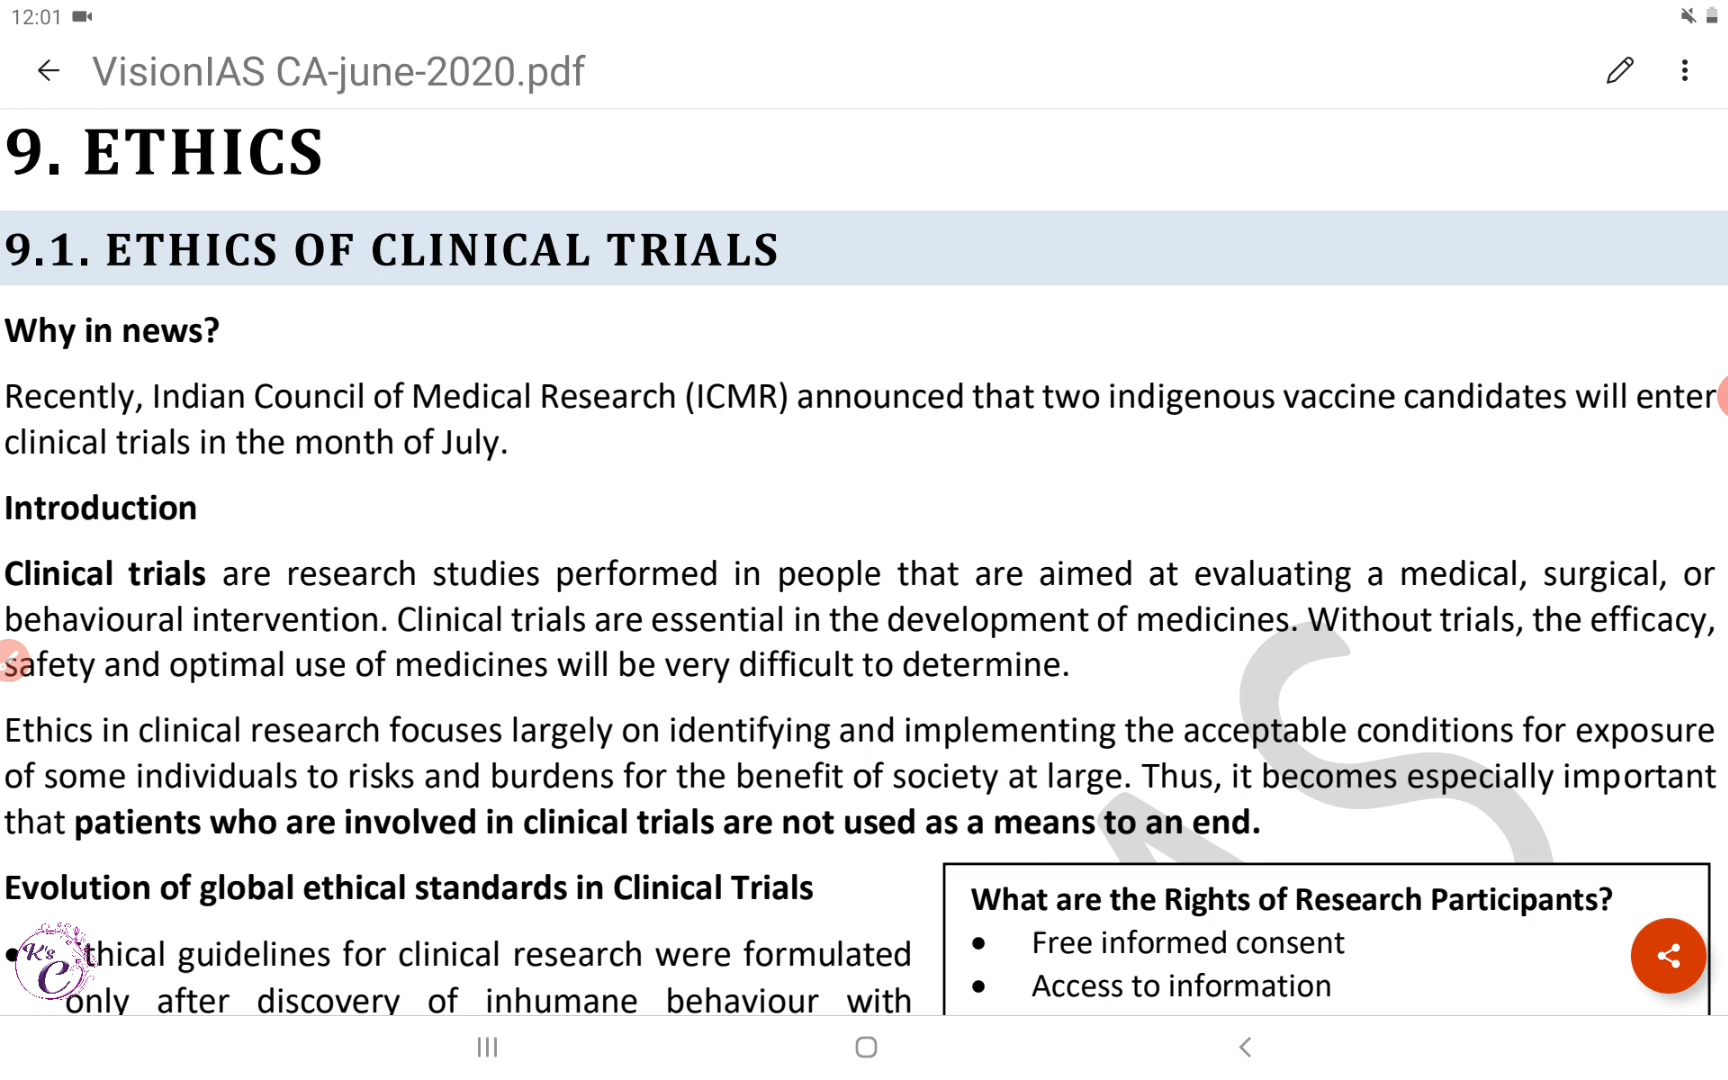 12:01
VisionIAS CA-june-2020.pdf
9. ETHICS
9.1. ETHICS OF CLINICAL TRIALS
Why in news?
Recently, Indian Council of Medical Research (ICMR) announced that two indigenous vaccine candidates will enter
clinical trials in the month of July.
Introduction
Clinical trials are research studies performed in people that are aimed at evaluating a medical, surgical, or
behavioural intervention. Clinical trials are essential in the development of medicines. Without trials, the efficacy,
safety and optimal use of medicines will be very difficult to determine.
Ethics in clinical research focuses largely on identifying and implementing the acceptable conditions for exposure
of some individuals to risks and burdens for the benefit of society at large. Thus, it becomes especially important
that patients who are involved in clinical trials are not used as a means to an end.
Evolution of global ethical standards in Clinical Trials
thical guidelines for clinical research were formulated
only after discovery of inhumane behaviour with
What are the Rights of Research Participants?
• Free informed consent
• Access to information
K's
C